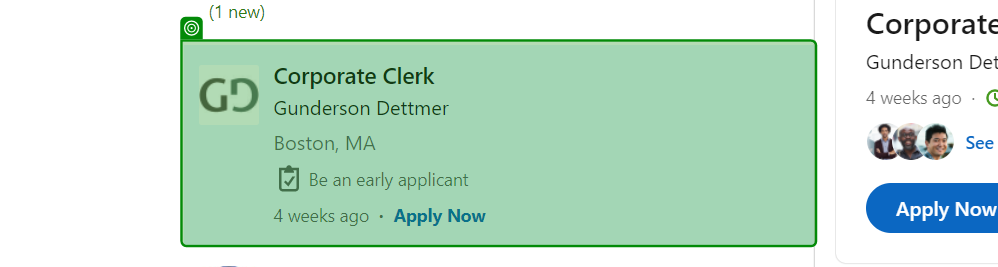 (1 new)
GD
Corporate Clerk
Gunderson Dettmer
Boston, MA
Be an early applicant
4 weeks ago · Apply Now
Corporate
Gunderson Det
4 weeks ago ·
See
Apply Now